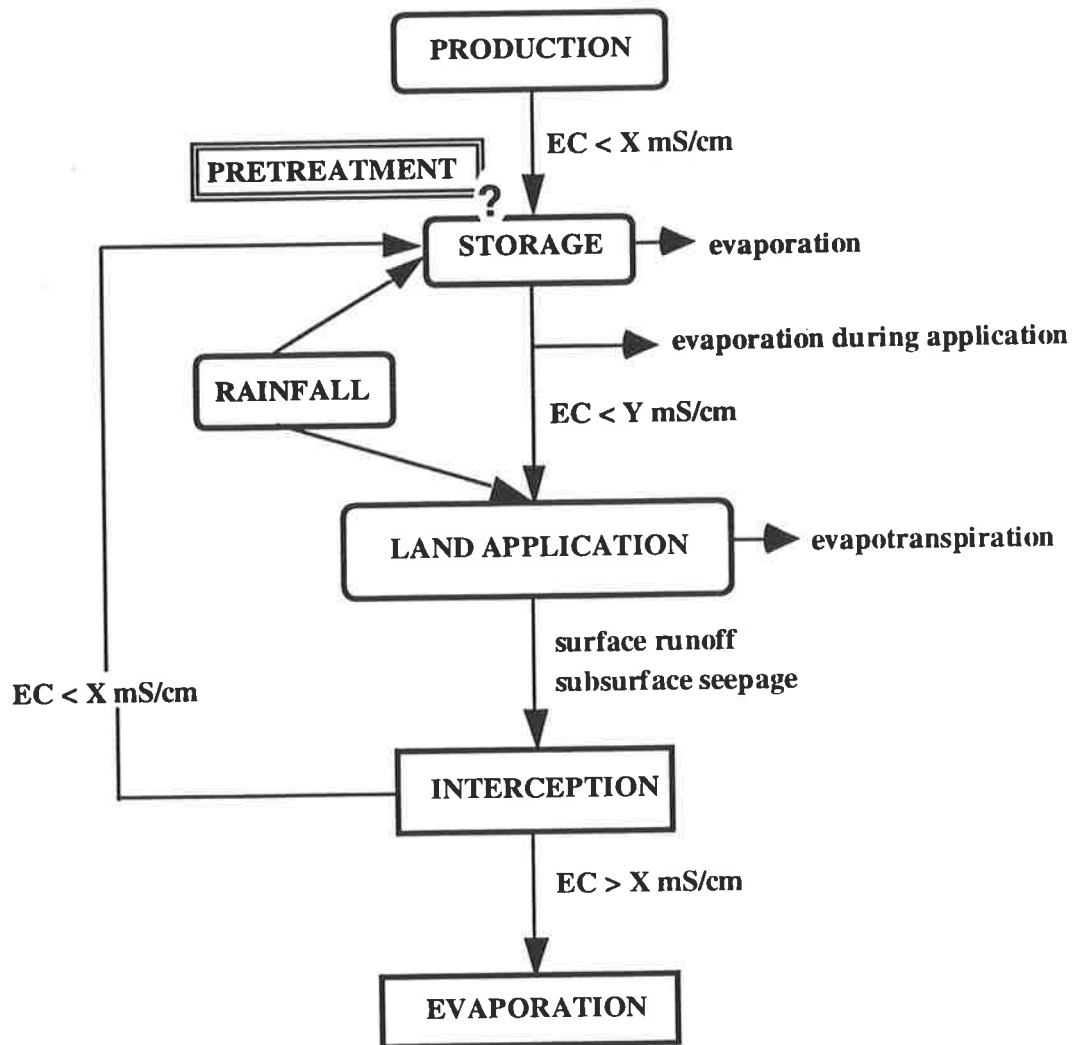 PRODUCTION
EC < X mS/cm
PRETREATMENT
?
STORAGE
evaporation
evaporation during application
RAINFALL
EC < Y mS/cm
LAND APPLICATION
evapotranspiration
surface runoff
subsurface seepage
EC < X mS/cm
INTERCEPTION
EC > X mS/cm
EVAPORATION